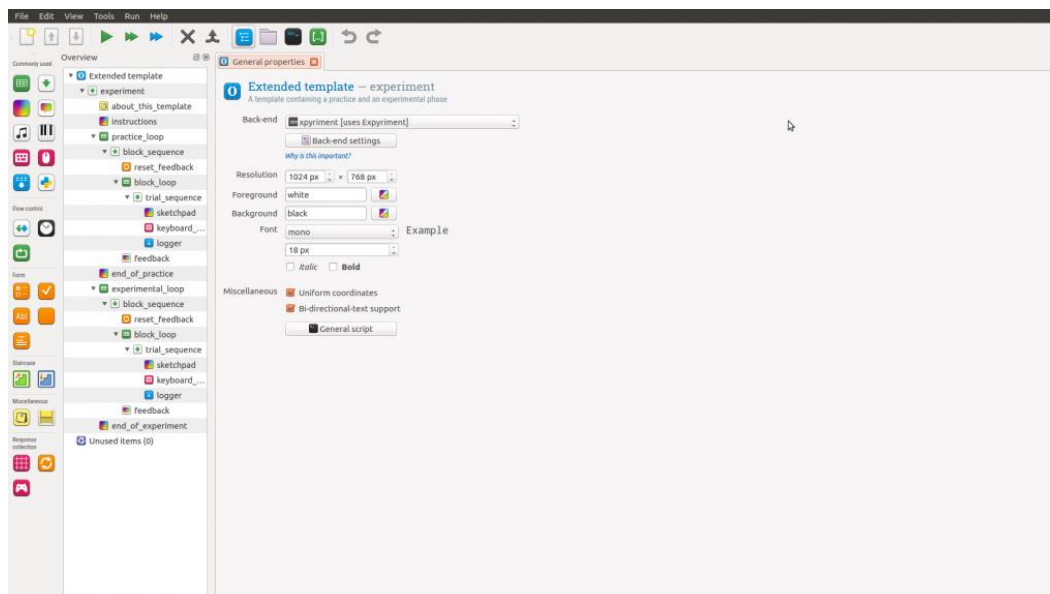 File Edit View Tools Run Help
Commonly used
Overview
Extended template
experiment
about_this_template
instructions
practice_loop
block_sequence
reset_feedback
block_loop
trial_sequence
sketchpad
keyboard_...
logger
feedback
end_of_practice
experimental_loop
block_sequence
reset_feedback
block_loop
trial_sequence
sketchpad
keyboard_...
logger
feedback
end_of_experiment
Unused items (0)
Flow control
Form
Abc
Staircase
Miscellaneous
Response
collection
General properties
Extended template — experiment
A template containing a practice and an experimental phase
Back-end xpyriment [uses Expyriment]
Back-end settings
Why is this important?
Resolution 1024 px × 768 px
Foreground white
Background black
Font mono Example
18 px
Italic Bold
Miscellaneous Uniform coordinates
Bi-directional-text support
General script